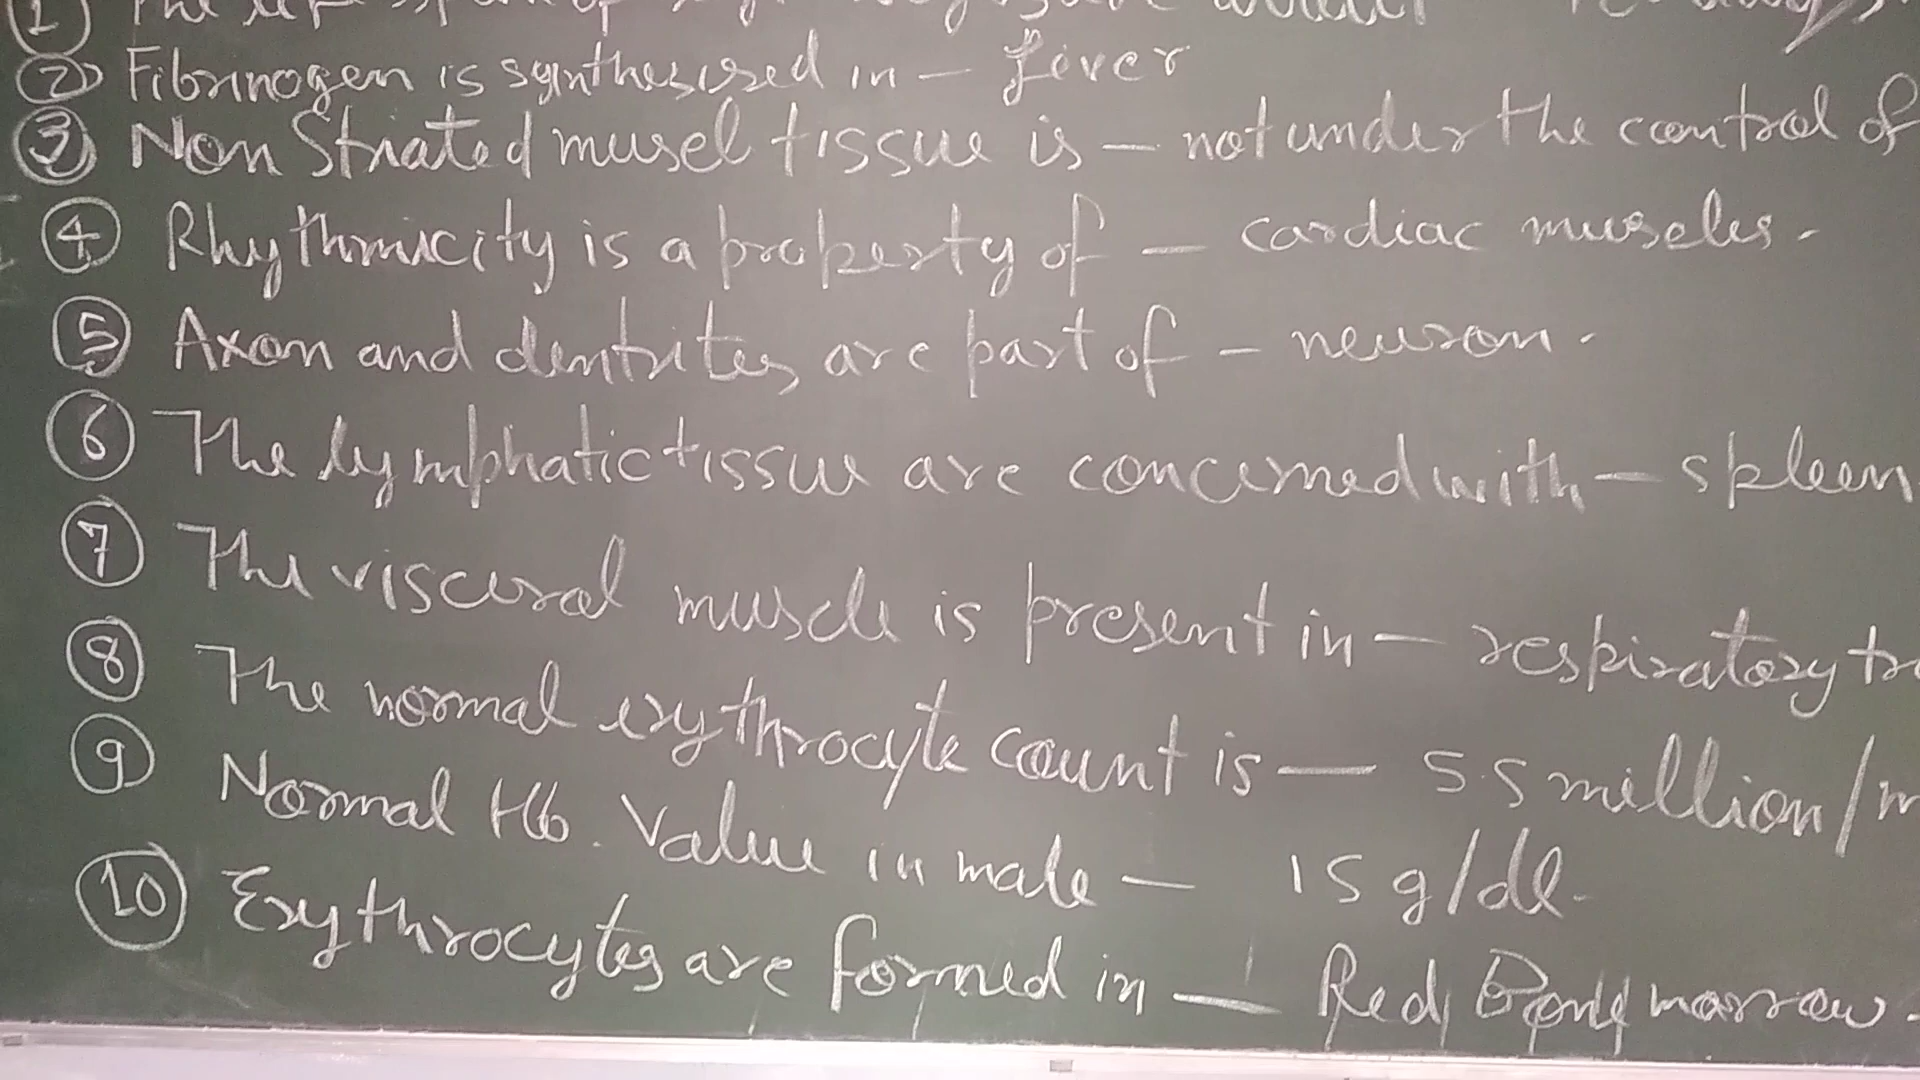 ① The
② Fibrinogen is synthesised in - Liver
③ Non Striated musel tissue is - not under the control of
④ Rhythmicity is a property of - cardiac muscles.
⑤ Axon and dentrites are part of - neuron.
⑥ The lymphatic tissue are concerned with - spleen
⑦ The visceral muscle is present in - respiratory
⑧ The normal erythrocyte count is - 5.5 million/m
⑨ Normal Hb. Value in male - 15 g/dl.
⑩ Erythrocytes are formed in - Red Bone marrow.